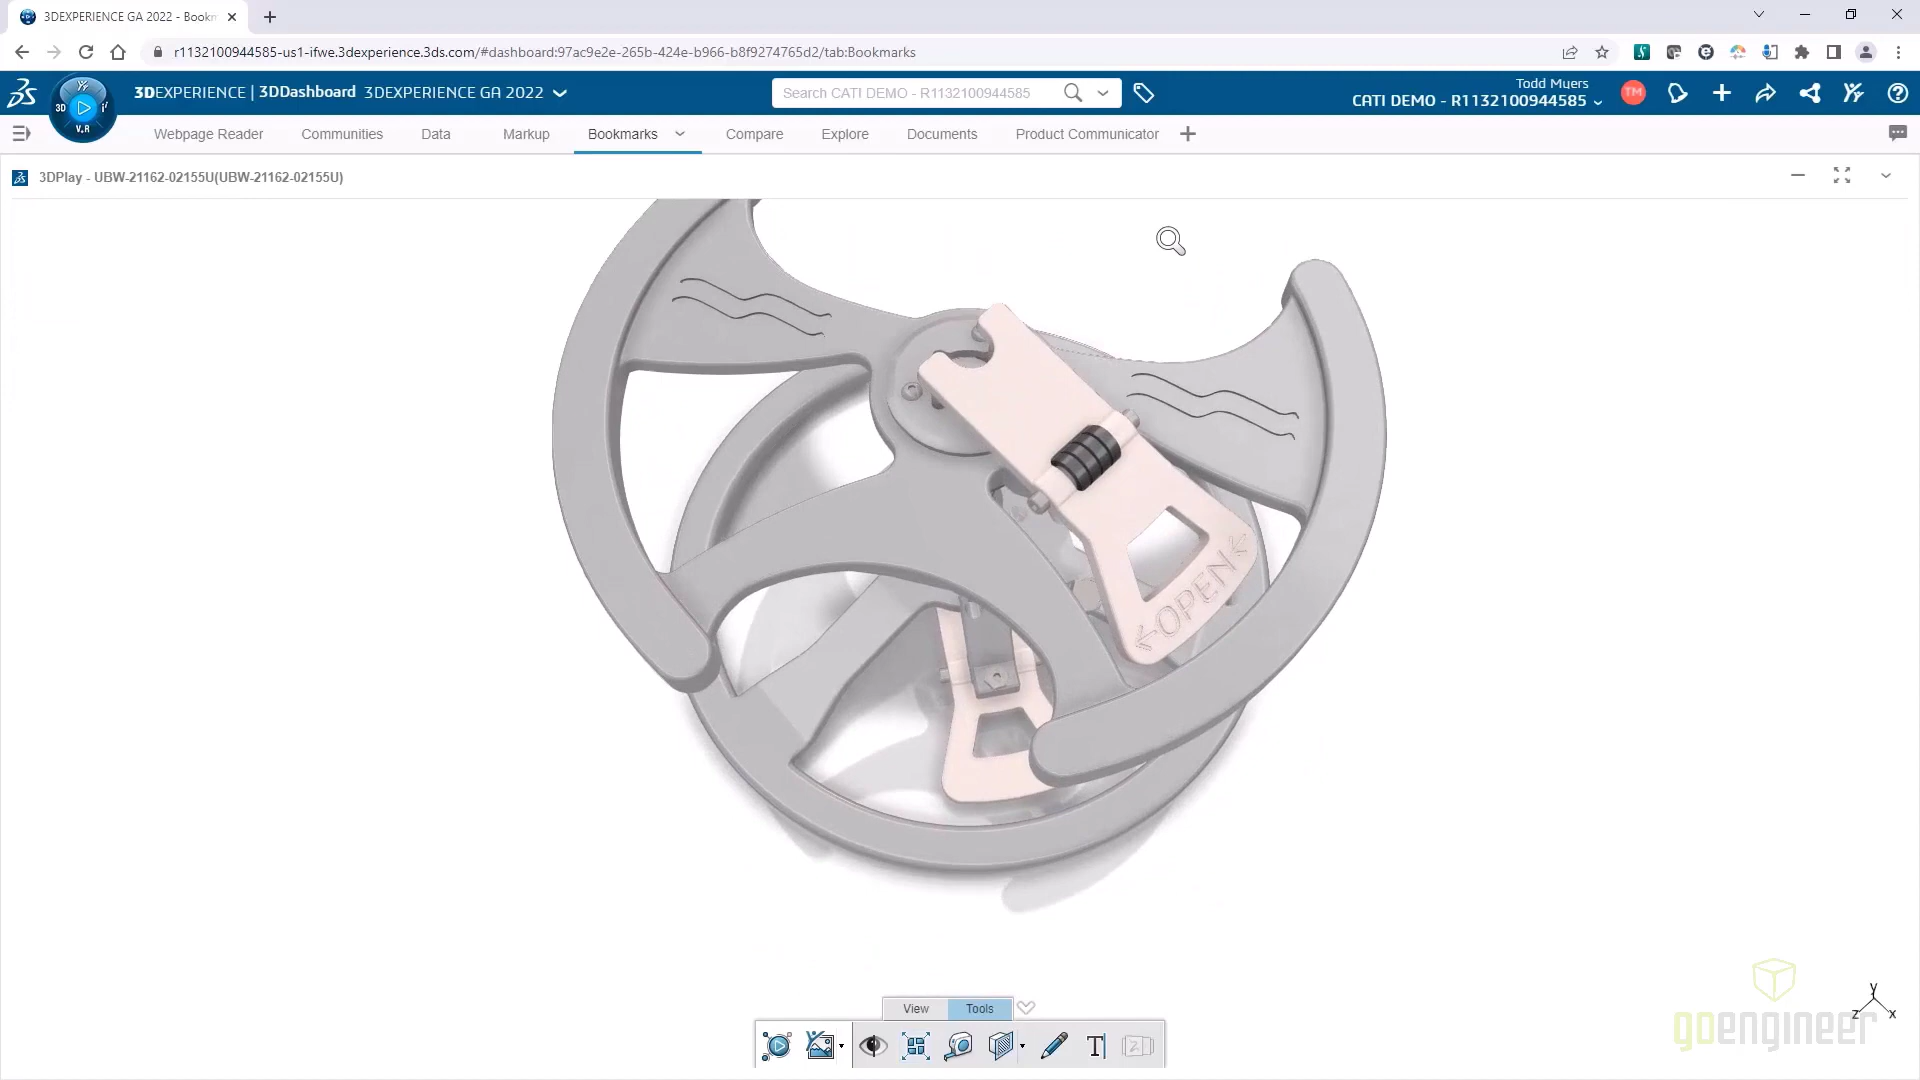 3DEXPERIENCE GA 2022 - Bookm
r1132100944585-us1-ifwe.3dexperience.3ds.com/#dashboard:97ac9e2e-265b-424e-b966-b8f9274765d2/tab:Bookmarks
3D
V.R
3DEXPERIENCE | 3DDashboard 3DEXPERIENCE GA 2022
Search CATI DEMO - R1132100944585
Todd Myers
CATI DEMO - R1132100944585
TM
Webpage Reader Communities Data Markup Bookmarks Compare Explore Documents Product Communicator
3DPlay - UBW-21162-02155U(UBW-21162-02155U)
←OPEN←
View Tools
goengineer
y
z x